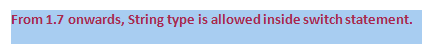 From 1.7 onwards, String type is allowed inside switch statement.